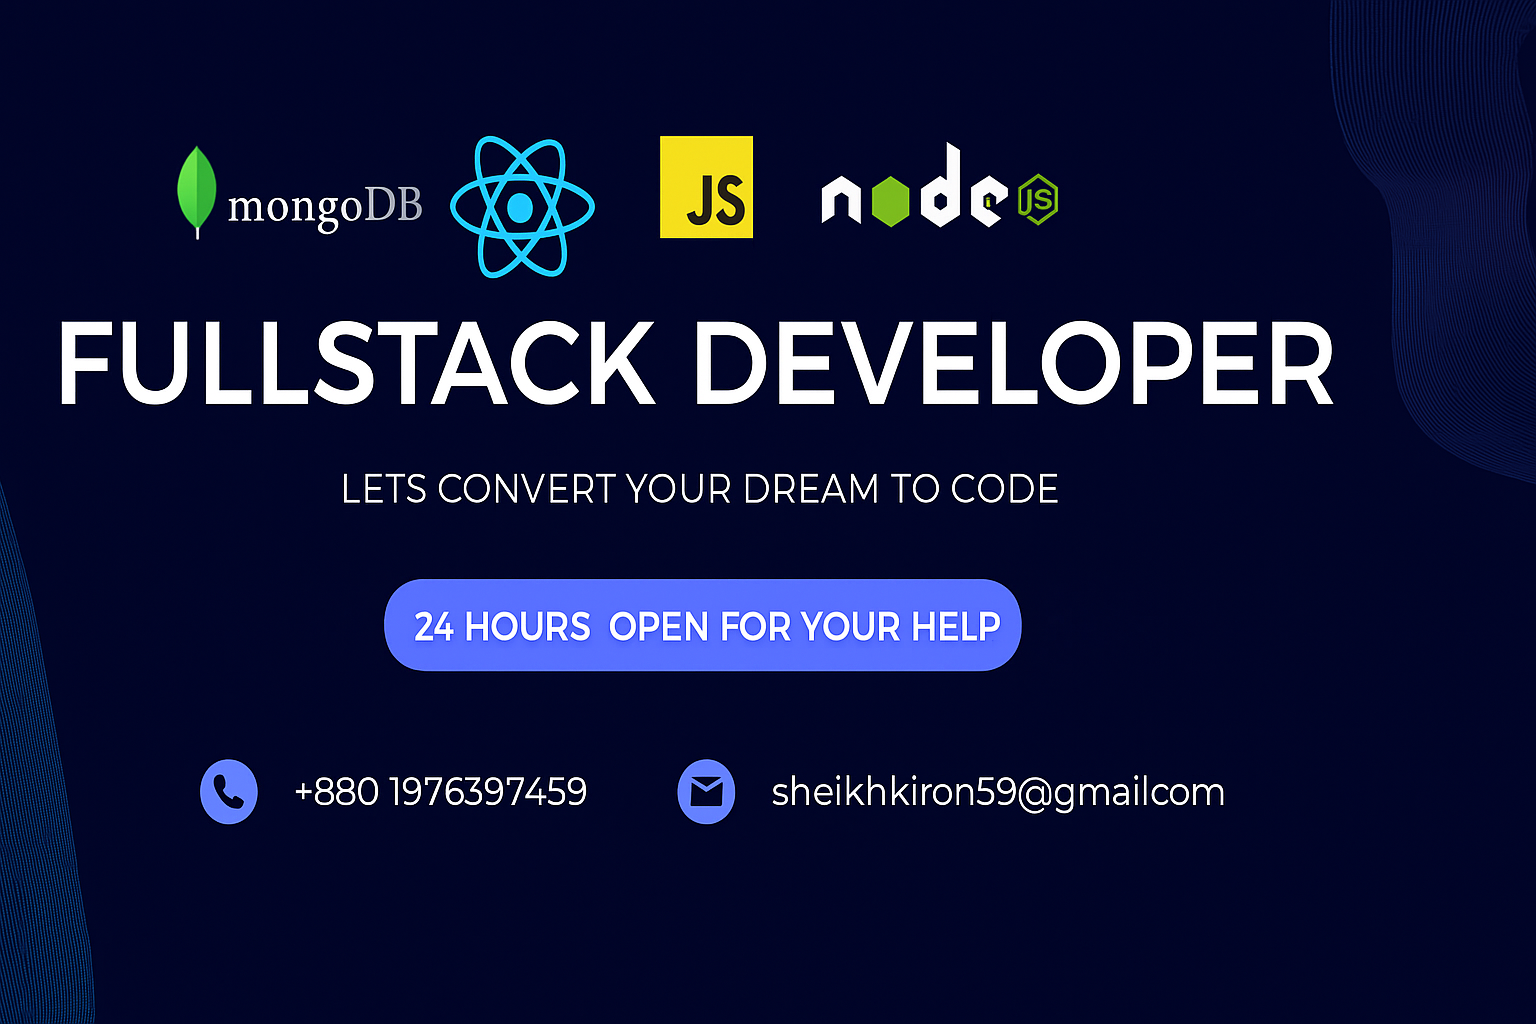 mongoDB JS node JS
FULLSTACK DEVELOPER
LETS CONVERT YOUR DREAM TO CODE
24 HOURS OPEN FOR YOUR HELP
+880 1976397459 sheikhkiron59@gmailcom